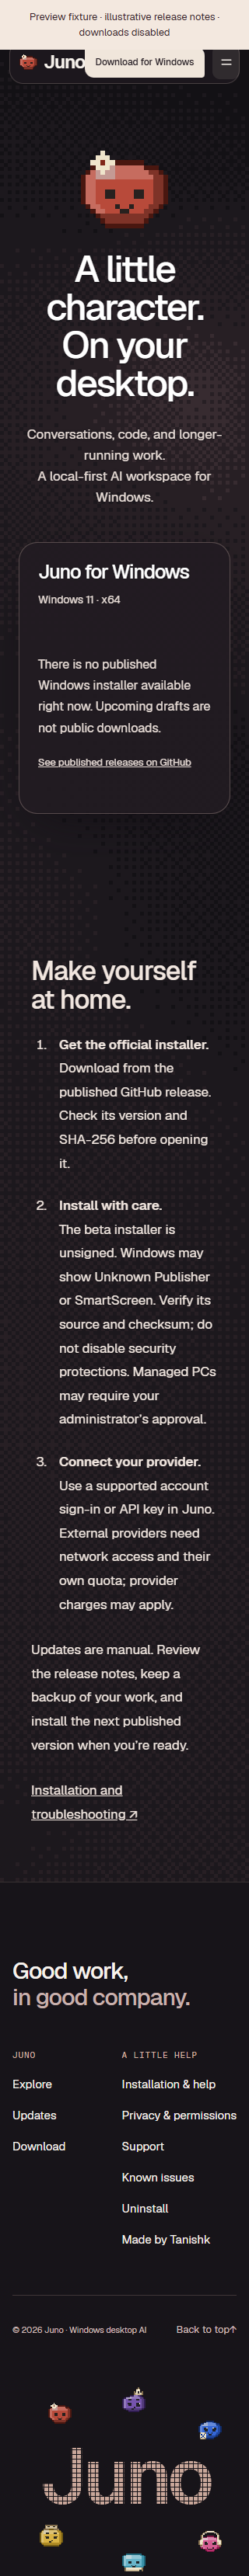 Preview fixture · illustrative release notes ·
downloads disabled
Juno
Download for Windows
A little
character.
On your
desktop.
Conversations, code, and longer-
running work.
A local-first AI workspace for
Windows.
Juno for Windows
Windows 11 · x64
There is no published
Windows installer available
right now. Upcoming drafts are
not public downloads.
See published releases on GitHub
Make yourself
at home.
1. Get the official installer.
Download from the
published GitHub release.
Check its version and
SHA-256 before opening
it.
2. Install with care.
The beta installer is
unsigned. Windows may
show Unknown Publisher
or SmartScreen. Verify its
source and checksum; do
not disable security
protections. Managed PCs
may require your
administrator's approval.
3. Connect your provider.
Use a supported account
sign-in or API key in Juno.
External providers need
network access and their
own quota; provider
charges may apply.
Updates are manual. Review
the release notes, keep a
backup of your work, and
install the next published
version when you're ready.
Installation and
troubleshooting ↗
Good work,
in good company.
JUNO
Explore
Updates
Download
A LITTLE HELP
Installation & help
Privacy & permissions
Support
Known issues
Uninstall
Made by Tanishk
© 2026 Juno · Windows desktop AI
Back to top↑
Juno